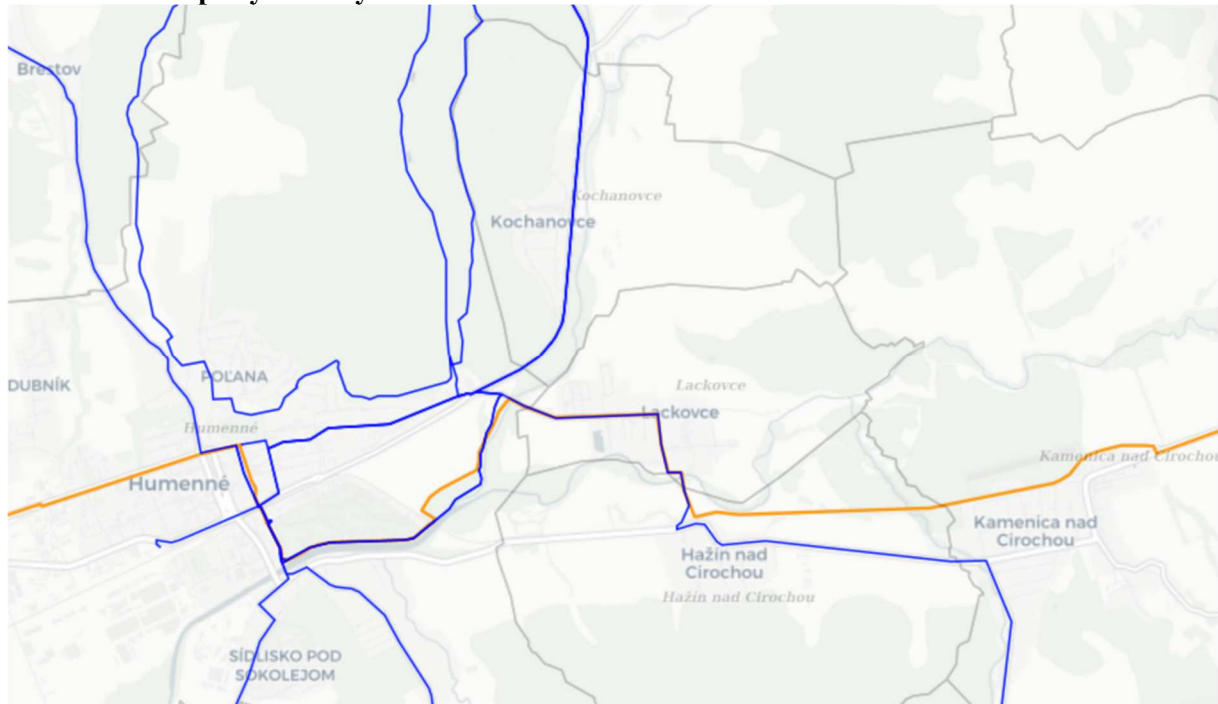 Brestov
Kochanovce
Kochanovce
DUBNÍK
POĽANA
Lackovce
Lackovce
Humenné
Humenné
Kamenica nad Cirochou
Kamenica nad
Cirochou
Hažín nad
Cirochou
Hažín nad Cirochou
SÍDLISKO POD
SOKOLEJOM